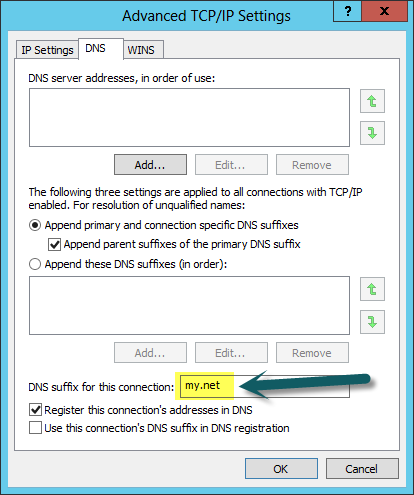 Advanced TCP/IP Settings
?
x
IP Settings
DNS
WINS
DNS server addresses, in order of use:
Add...
Edit...
Remove
The following three settings are applied to all connections with TCP/IP
enabled. For resolution of unqualified names:
Append primary and connection specific DNS suffixes
Append parent suffixes of the primary DNS suffix
Append these DNS suffixes (in order):
Add...
Edit...
Remove
DNS suffix for this connection:
my.net
Register this connection's addresses in DNS
Use this connection's DNS suffix in DNS registration
OK
Cancel